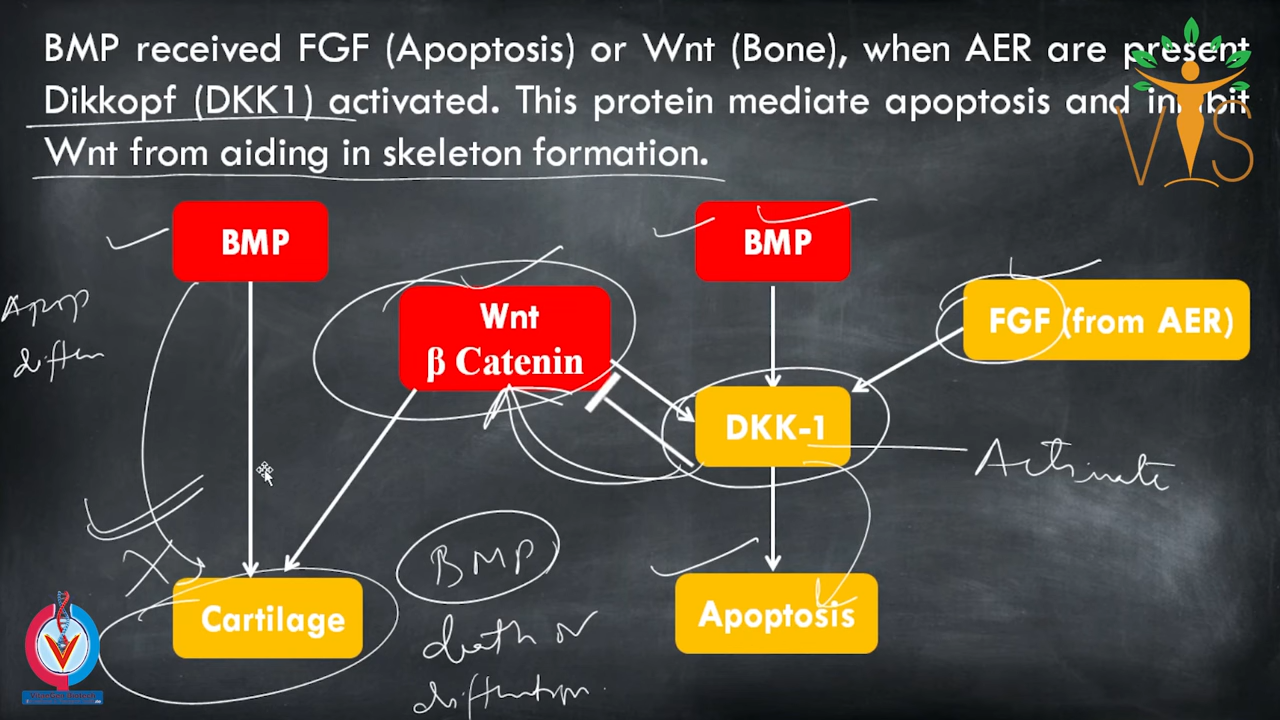 BMP received FGF (Apoptosis) or Wnt (Bone), when AER are present
Dikkopf (DKK1) activated. This protein mediate apoptosis and inhibit
Wnt from aiding in skeleton formation.
V S
BMP
BMP
Wnt
β Catenin
FGF (from AER)
Apop
DKK-1
Activate
BMP
death or
Cartilage
Apoptosis
V